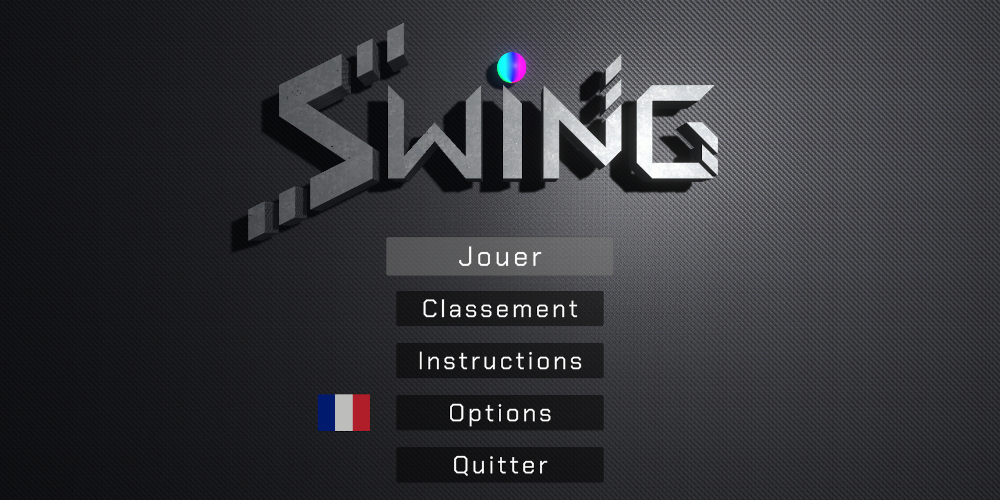 SWING
Jouer
Classement
Instructions
Options
Quitter